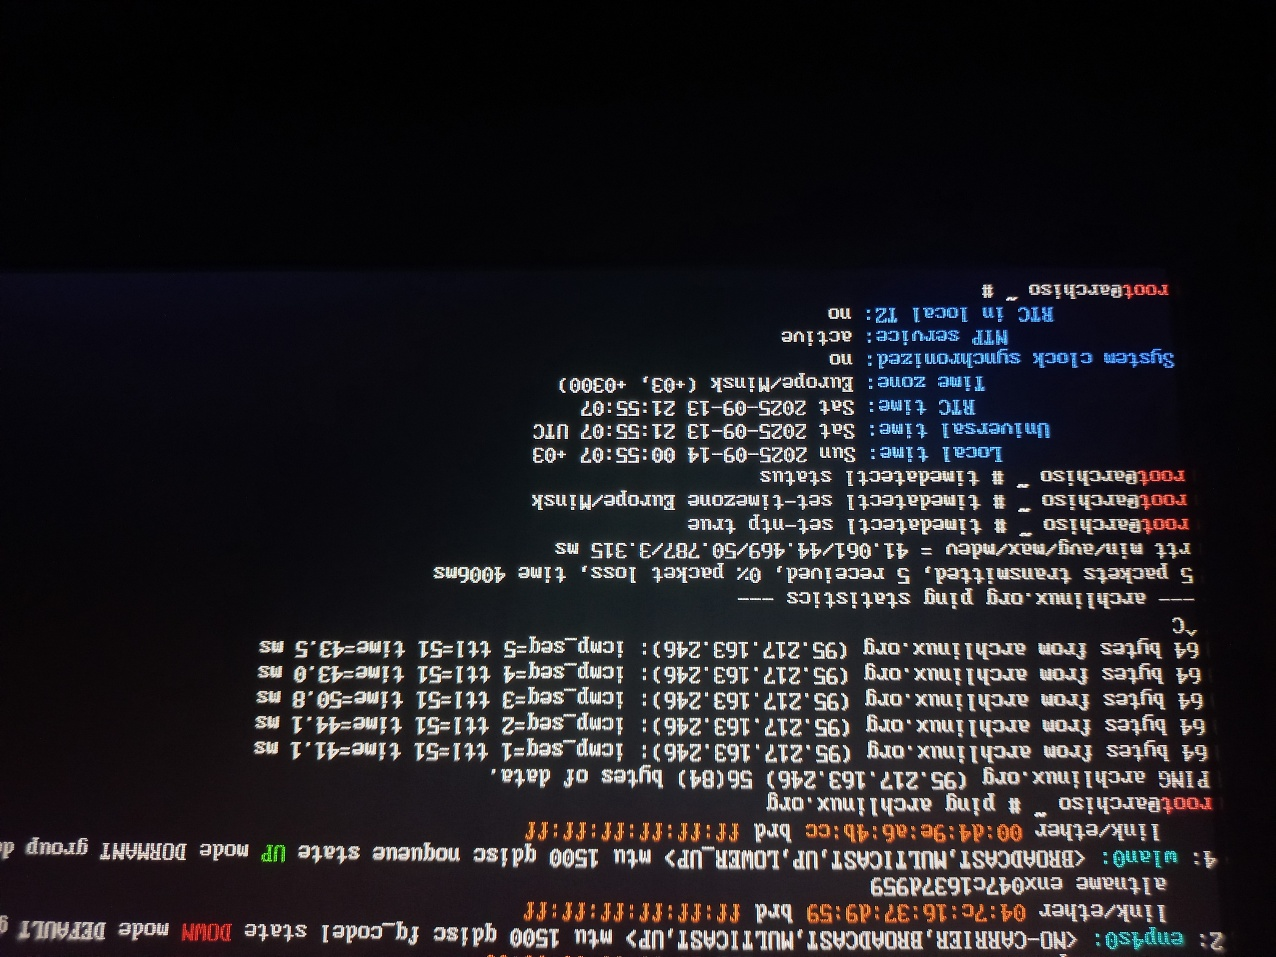 2: enp4s0: <NO-CARRIER,BROADCAST,MULTICAST,UP> mtu 1500 qdisc fq_codel state DOWN mode DEFAULT g
link/ether 04:7c:16:37:d9:59 brd ff:ff:ff:ff:ff:ff
altname enx047c1637d959
4: wlan0: <BROADCAST,MULTICAST,UP,LOWER_UP> mtu 1500 qdisc noqueue state UP mode DORMANT group de
link/ether 00:d4:9e:a6:4b:cc brd ff:ff:ff:ff:ff:ff
root@archiso ~ # ping archlinux.org
PING archlinux.org (95.217.163.246) 56(84) bytes of data.
64 bytes from archlinux.org (95.217.163.246): icmp_seq=1 ttl=51 time=41.1 ms
64 bytes from archlinux.org (95.217.163.246): icmp_seq=2 ttl=51 time=44.1 ms
64 bytes from archlinux.org (95.217.163.246): icmp_seq=3 ttl=51 time=50.8 ms
64 bytes from archlinux.org (95.217.163.246): icmp_seq=4 ttl=51 time=43.0 ms
64 bytes from archlinux.org (95.217.163.246): icmp_seq=5 ttl=51 time=43.5 ms
^C
--- archlinux.org ping statistics ---
5 packets transmitted, 5 received, 0% packet loss, time 4006ms
rtt min/avg/max/mdev = 41.061/44.469/50.787/3.315 ms
root@archiso ~ # timedatectl set-ntp true
root@archiso ~ # timedatectl set-timezone Europe/Minsk
root@archiso ~ # timedatectl status
Local time: Sun 2025-09-14 00:55:07 +03
Universal time: Sat 2025-09-13 21:55:07 UTC
RTC time: Sat 2025-09-13 21:55:07
Time zone: Europe/Minsk (+03, +0300)
System clock synchronized: no
NTP service: active
RTC in local TZ: no
root@archiso ~ #